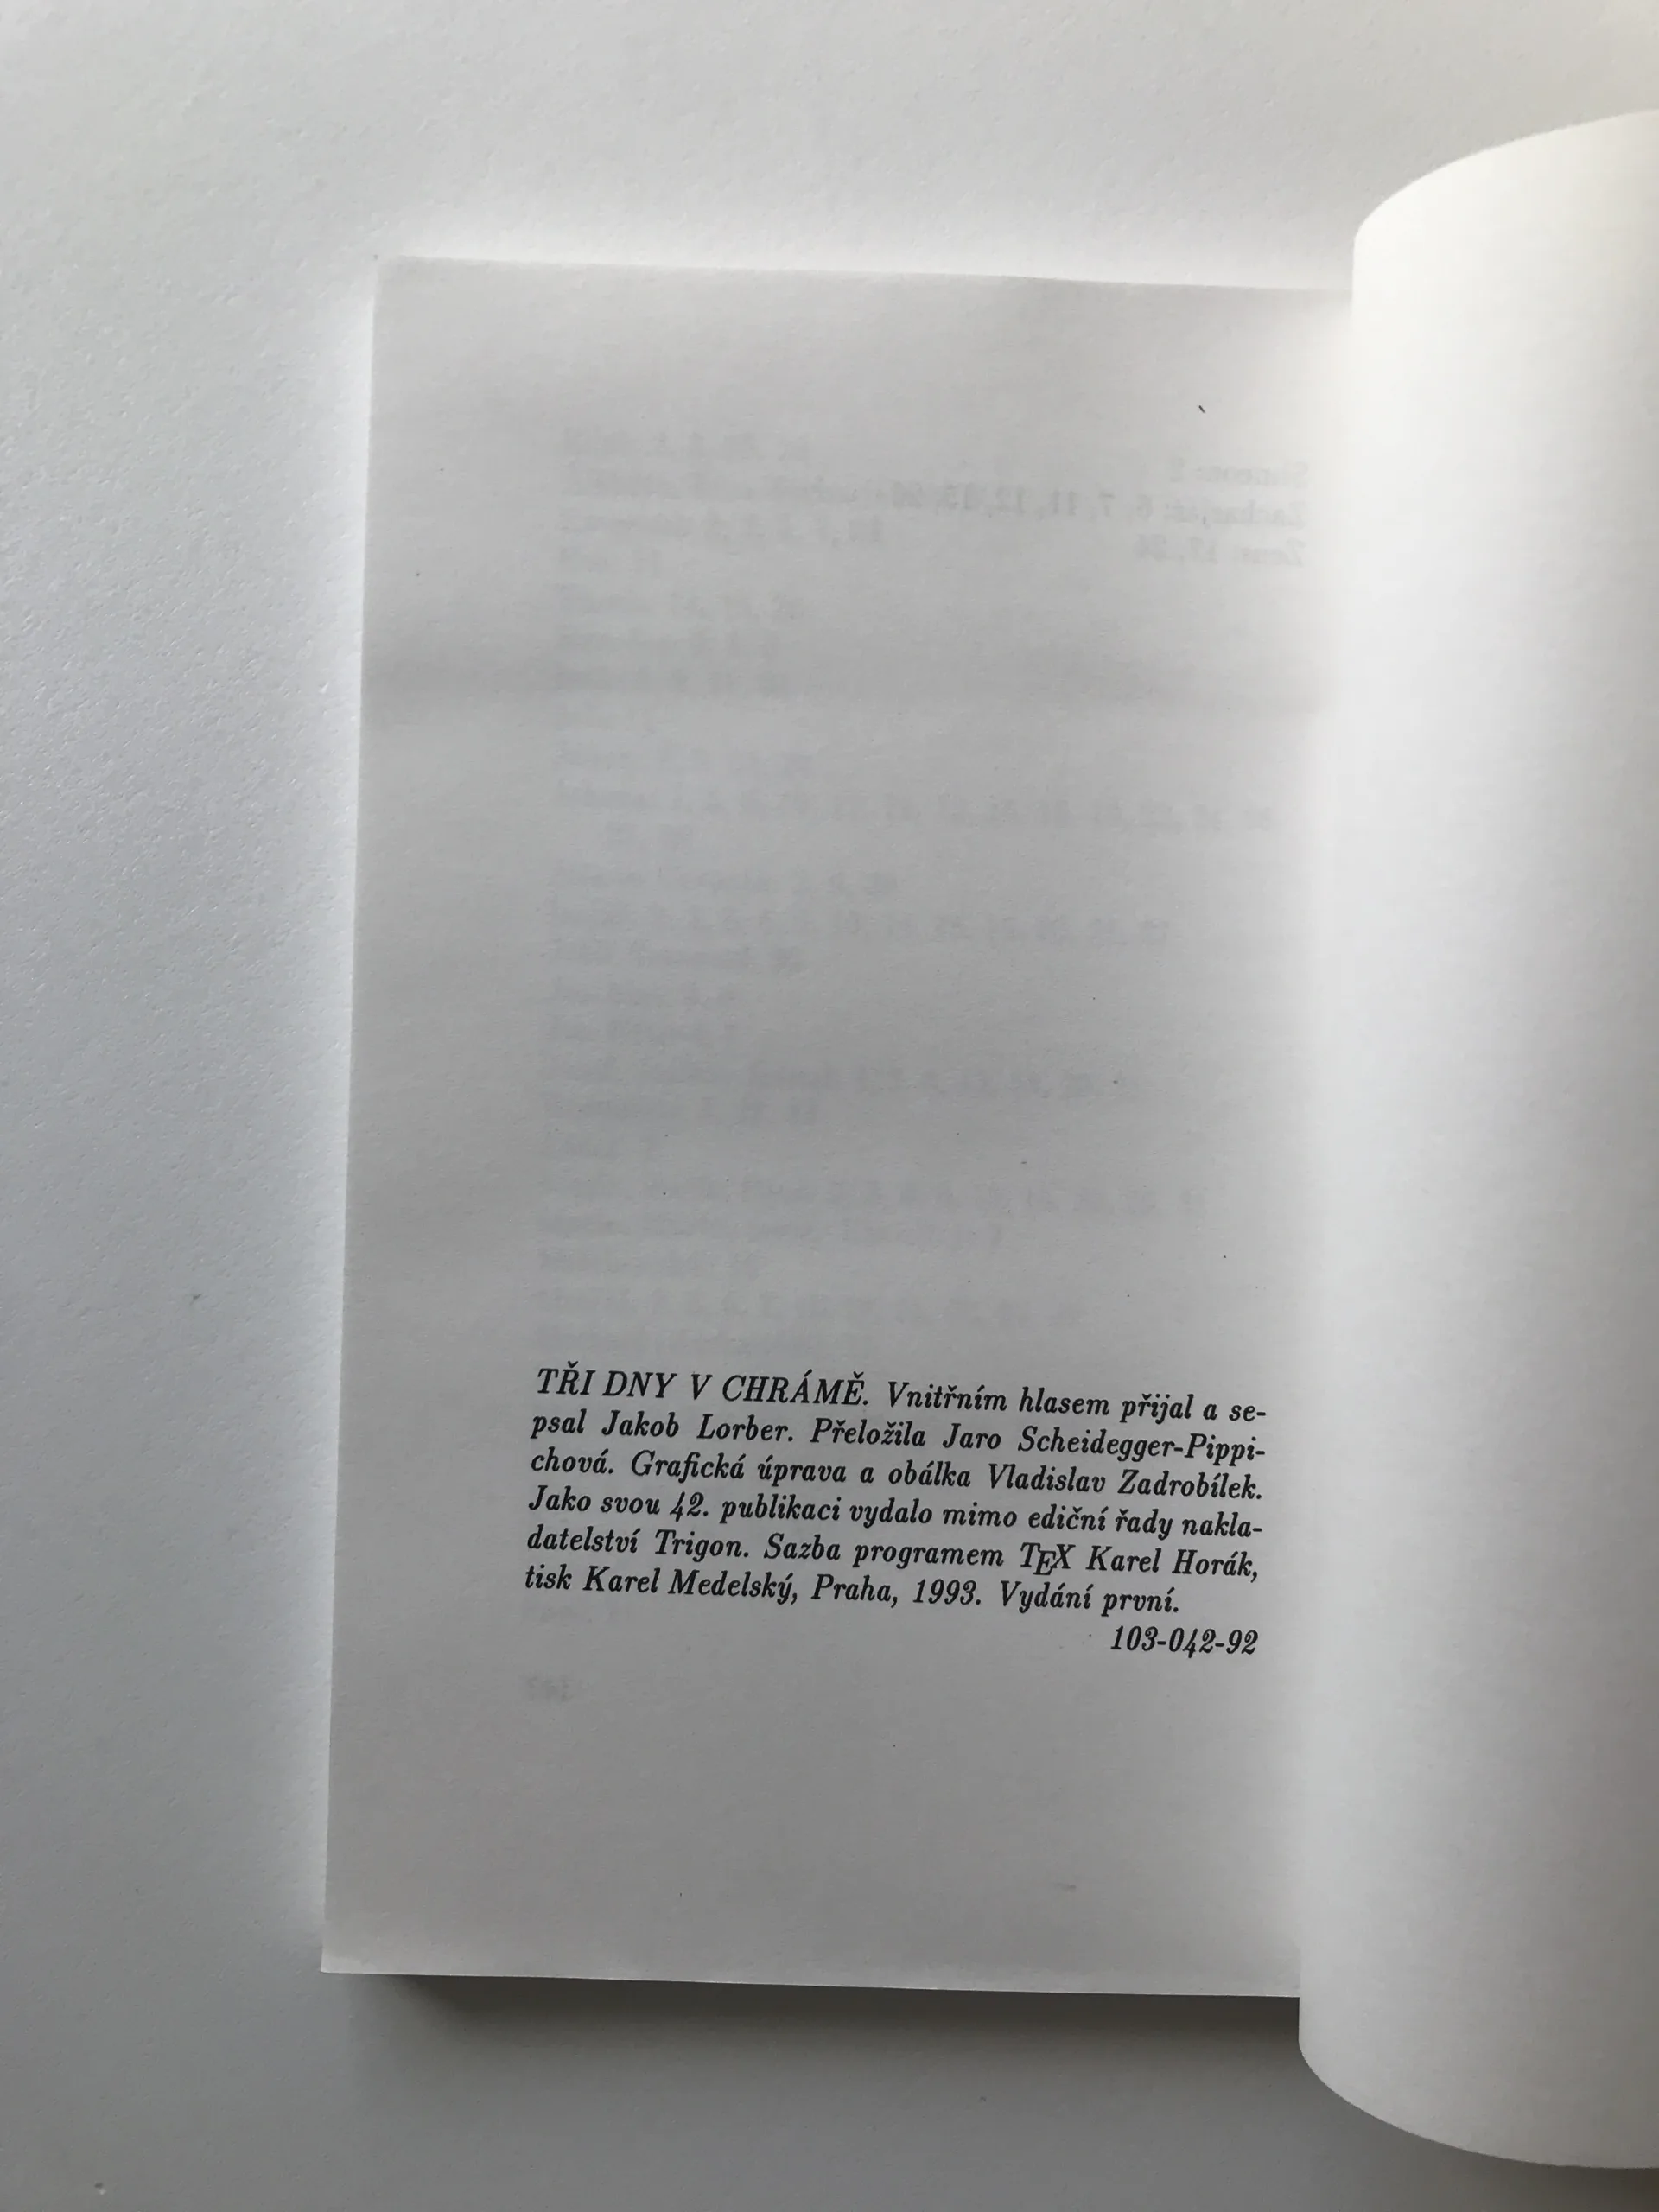 TŘI DNY V CHRÁMĚ. Vnitřním hlasem přijal a se-
psal Jakob Lorber. Přeložila Jaro Scheidegger-Pippi-
chová. Grafická úprava a obálka Vladislav Zadrobílek.
Jako svou 42. publikaci vydalo mimo ediční řady nakla-
datelství Trigon. Sazba programem TEX Karel Horák,
tisk Karel Medelský, Praha, 1993. Vydání první.
103-042-92